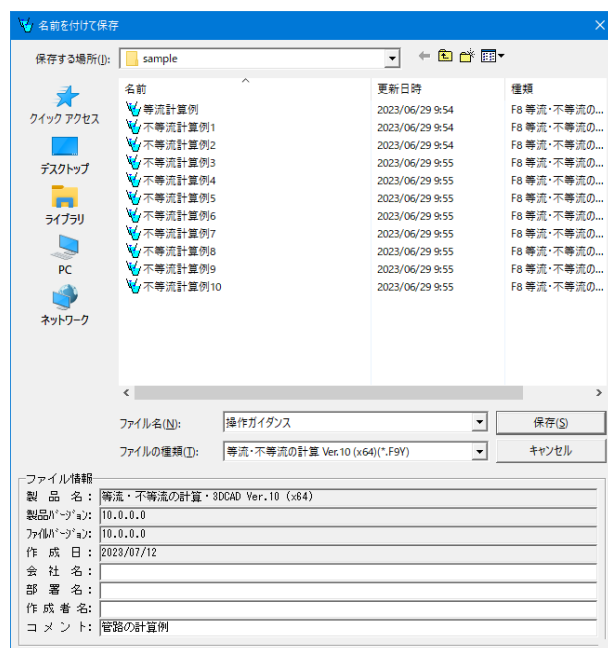 名前を付けて保存
保存する場所(I): sample
名前 更新日時 種類
等流計算例 2023/06/29 9:54 F8 等流・不等流の...
不等流計算例1 2023/06/29 9:54 F8 等流・不等流の...
不等流計算例2 2023/06/29 9:54 F8 等流・不等流の...
不等流計算例3 2023/06/29 9:55 F8 等流・不等流の...
不等流計算例4 2023/06/29 9:55 F8 等流・不等流の...
不等流計算例5 2023/06/29 9:55 F8 等流・不等流の...
不等流計算例6 2023/06/29 9:55 F8 等流・不等流の...
不等流計算例7 2023/06/29 9:55 F8 等流・不等流の...
不等流計算例8 2023/06/29 9:55 F8 等流・不等流の...
不等流計算例9 2023/06/29 9:55 F8 等流・不等流の...
不等流計算例10 2023/06/29 9:55 F8 等流・不等流の...
クイック アクセス
デスクトップ
ライブラリ
PC
ネットワーク
ファイル名(N): 操作ガイダンス 保存(S)
ファイルの種類(T): 等流・不等流の計算 Ver.10 (x64)(*.F9Y) キャンセル
ファイル情報
製 品 名: 等流・不等流の計算・3DCAD Ver.10 (x64)
製品ﾊﾞｰｼﾞｮﾝ: 10.0.0.0
ﾌｧｲﾙﾊﾞｰｼﾞｮﾝ: 10.0.0.0
作 成 日: 2023/07/12
会 社 名:
部 署 名:
作 成 者 名:
コ メ ン ト: 管路の計算例